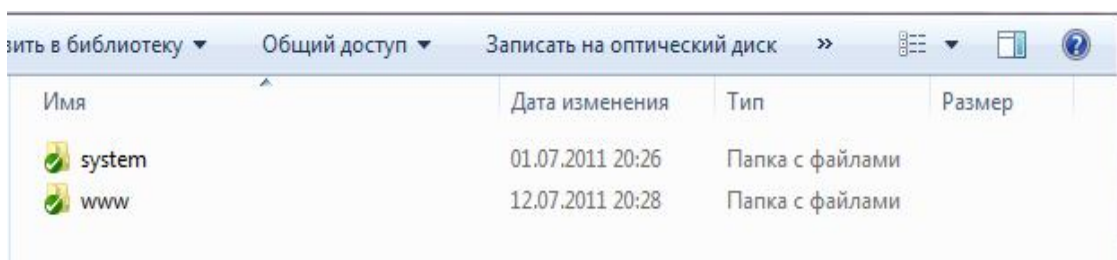 вить в библиотеку ▼ Общий доступ ▼ Записать на оптический диск »
Имя Дата изменения Тип Размер
system 01.07.2011 20:26 Папка с файлами
www 12.07.2011 20:28 Папка с файлами